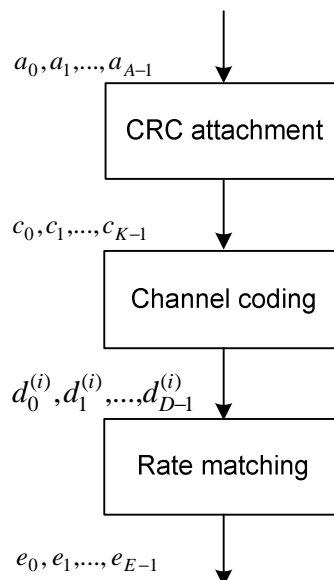 a_0, a_1, ..., a_{A-1}
CRC attachment
c_0, c_1, ..., c_{K-1}
Channel coding
d_0^{(i)}, d_1^{(i)}, ..., d_{D-1}^{(i)}
Rate matching
e_0, e_1, ..., e_{E-1}